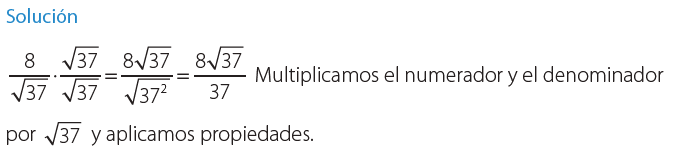 Solución
8/√37 · √37/√37 = 8√37/√37² = 8√37/37 Multiplicamos el numerador y el denominador
por √37 y aplicamos propiedades.